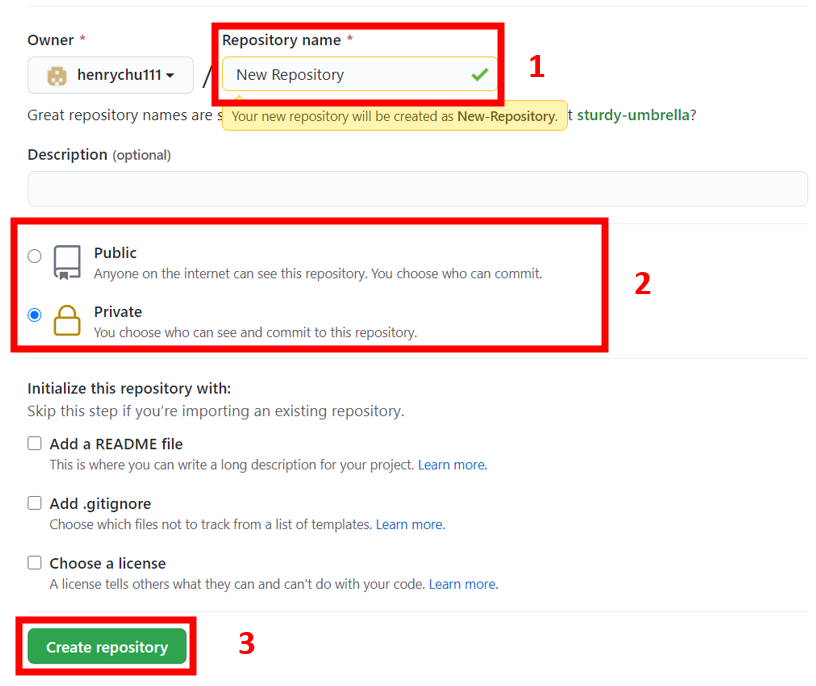 Owner *
Repository name *
henrychu111
/
New Repository
1
Great repository names are s
Your new repository will be created as New-Repository.
t sturdy-umbrella?
Description (optional)
Public
Anyone on the internet can see this repository. You choose who can commit.
2
Private
You choose who can see and commit to this repository.
Initialize this repository with:
Skip this step if you’re importing an existing repository.
Add a README file
This is where you can write a long description for your project. Learn more.
Add .gitignore
Choose which files not to track from a list of templates. Learn more.
Choose a license
A license tells others what they can and can't do with your code. Learn more.
Create repository
3